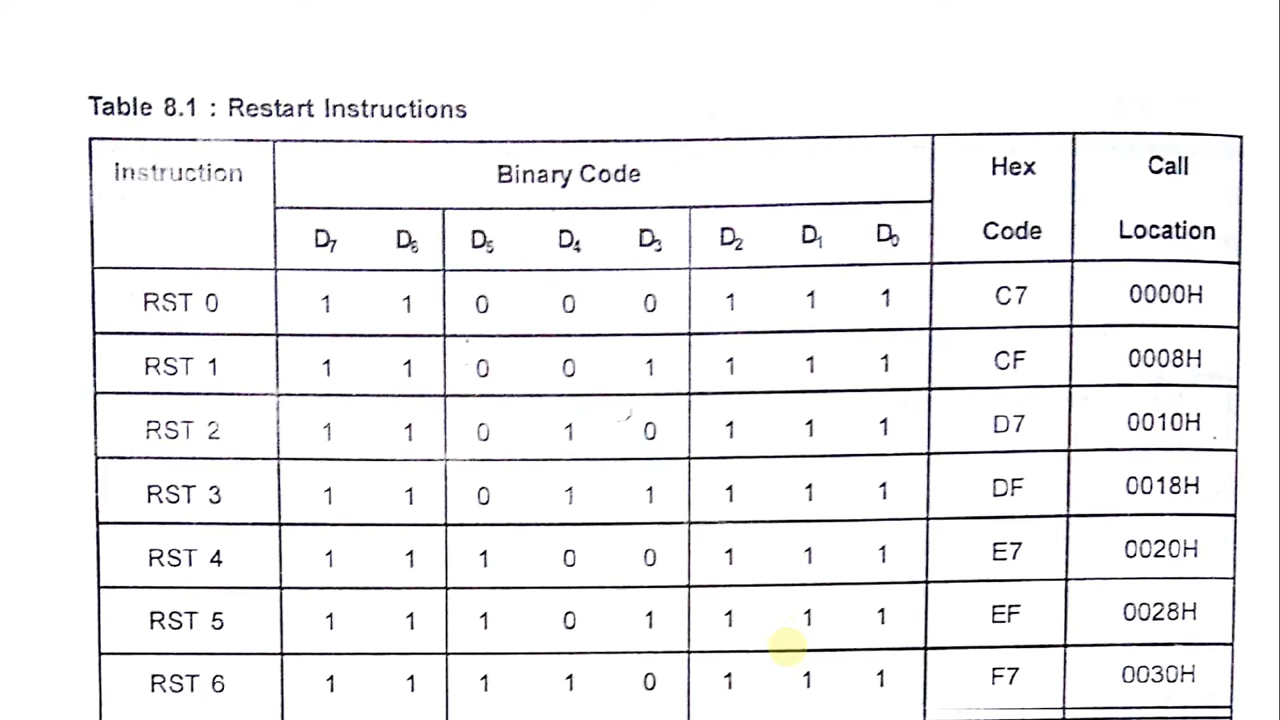 Table 8.1 : Restart Instructions
Instruction Binary Code Hex Code Call Location
D7 D6 D5 D4 D3 D2 D1 D0
RST 0 1 1 0 0 0 1 1 1 C7 0000H
RST 1 1 1 0 0 1 1 1 1 CF 0008H
RST 2 1 1 0 1 0 1 1 1 D7 0010H
RST 3 1 1 0 1 1 1 1 1 DF 0018H
RST 4 1 1 1 0 0 1 1 1 E7 0020H
RST 5 1 1 1 0 1 1 1 1 EF 0028H
RST 6 1 1 1 1 0 1 1 1 F7 0030H